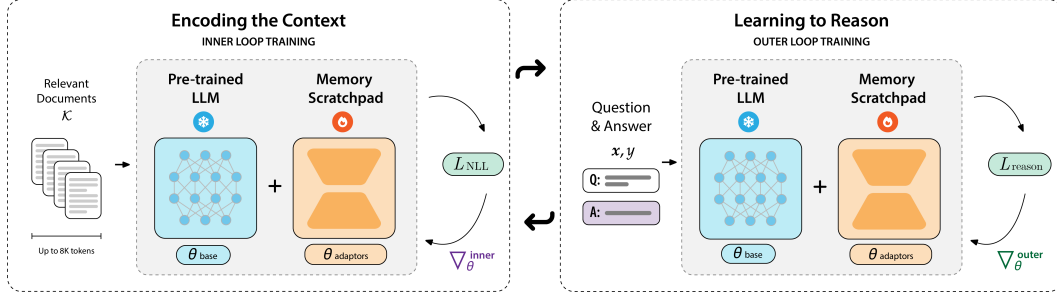 Encoding the Context
INNER LOOP TRAINING
Relevant
Documents
𝒦
Up to 8K tokens
Pre-trained
LLM
Memory
Scratchpad
+
θ base
θ adaptors
L NLL
∇ θ inner
Learning to Reason
OUTER LOOP TRAINING
Question
& Answer
x, y
Q:
A:
Pre-trained
LLM
Memory
Scratchpad
+
θ base
θ adaptors
L reason
∇ θ outer